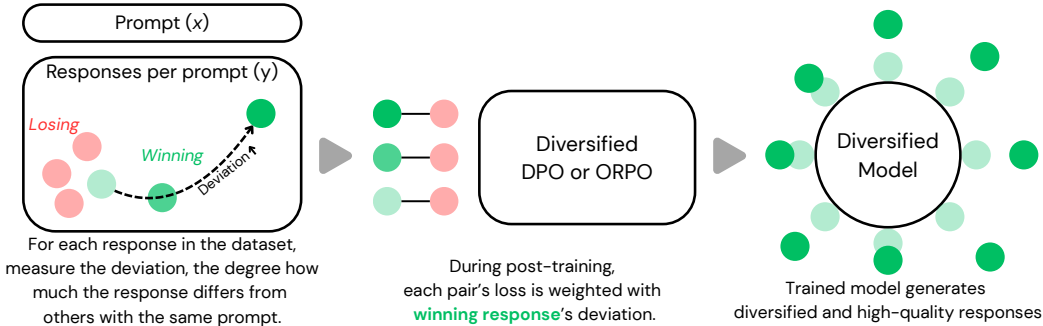 Prompt (x)
Responses per prompt (y)
Losing
Winning
Deviation ↗
For each response in the dataset,
measure the deviation, the degree how
much the response differs from
others with the same prompt.
Diversified
DPO or ORPO
During post-training,
each pair's loss is weighted with
winning response's deviation.
Diversified
Model
Trained model generates
diversified and high-quality responses